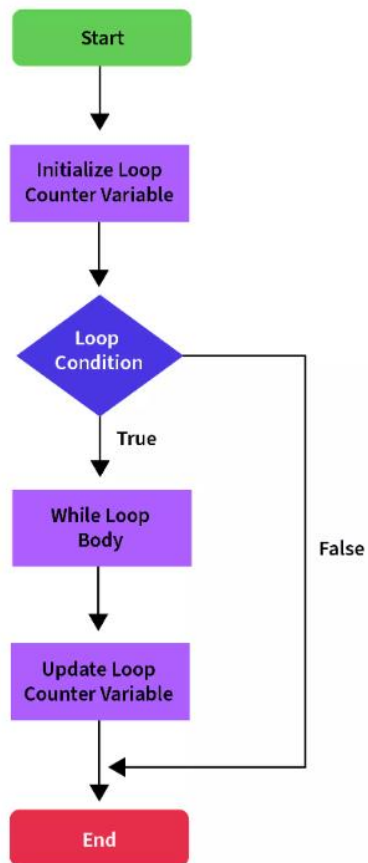 Start
Initialize Loop
Counter Variable
Loop
Condition
True
While Loop
Body
False
Update Loop
Counter Variable
End